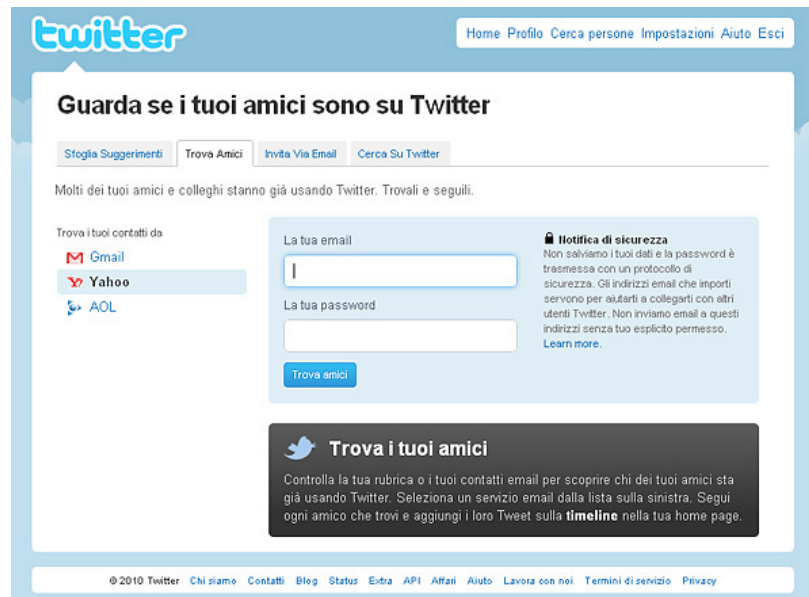 twitter
Home Profilo Cerca persone Impostazioni Aiuto Esci
Guarda se i tuoi amici sono su Twitter
Sfoglia Suggerimenti Trova Amici Invita Via Email Cerca Su Twitter
Molti dei tuoi amici e colleghi stanno già usando Twitter. Trovali e seguili.
Trova i tuoi contatti da
Gmail
Yahoo
AOL
La tua email
La tua password
Trova amici
Notifica di sicurezza
Non salviamo i tuoi dati e la password è
trasmessa con un protocollo di
sicurezza. Gli indirizzi email che importi
servono per aiutarti a collegarti con altri
utenti Twitter. Non inviamo email a questi
indirizzi senza tuo esplicito permesso.
Learn more.
Trova i tuoi amici
Controlla la tua rubrica o i tuoi contatti email per scoprire chi dei tuoi amici sta
già usando Twitter. Seleziona un servizio email dalla lista sulla sinistra. Segui
ogni amico che trovi e aggiungi i loro Tweet sulla timeline nella tua home page.
© 2010 Twitter Chi siamo Contatti Blog Status Extra API Affari Aiuto Lavora con noi Termini di servizio Privacy